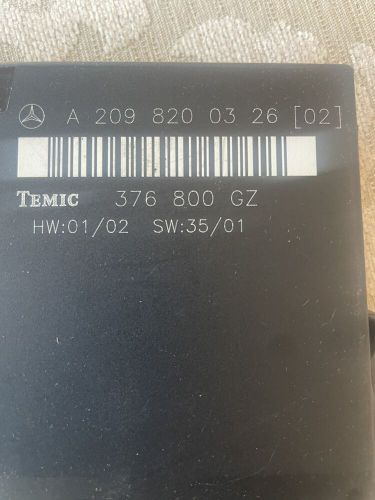 A 209 820 03 26 [02]
TEMIC 376 800 GZ
HW:01/02 SW:35/01